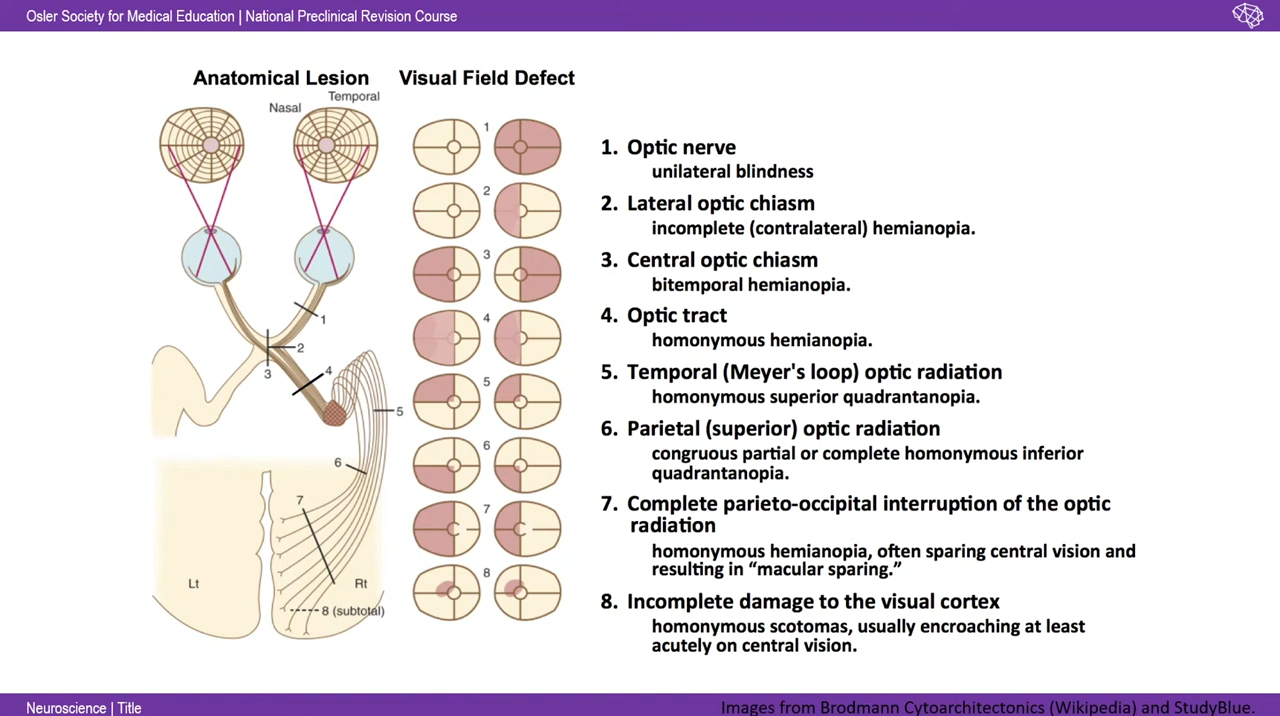 Osler Society for Medical Education | National Preclinical Revision Course
Anatomical Lesion
Visual Field Defect
Nasal
Temporal
1
2
3
4
5
6
7
Lt
Rt
8 (subtotal)
1
2
3
4
5
6
7
8
1. Optic nerve
unilateral blindness
2. Lateral optic chiasm
incomplete (contralateral) hemianopia.
3. Central optic chiasm
bitemporal hemianopia.
4. Optic tract
homonymous hemianopia.
5. Temporal (Meyer's loop) optic radiation
homonymous superior quadrantanopia.
6. Parietal (superior) optic radiation
congruous partial or complete homonymous inferior
quadrantanopia.
7. Complete parieto-occipital interruption of the optic
radiation
homonymous hemianopia, often sparing central vision and
resulting in “macular sparing.”
8. Incomplete damage to the visual cortex
homonymous scotomas, usually encroaching at least
acutely on central vision.
Neuroscience | Title
Images from Brodmann Cytoarchitectonics (Wikipedia) and StudyBlue.